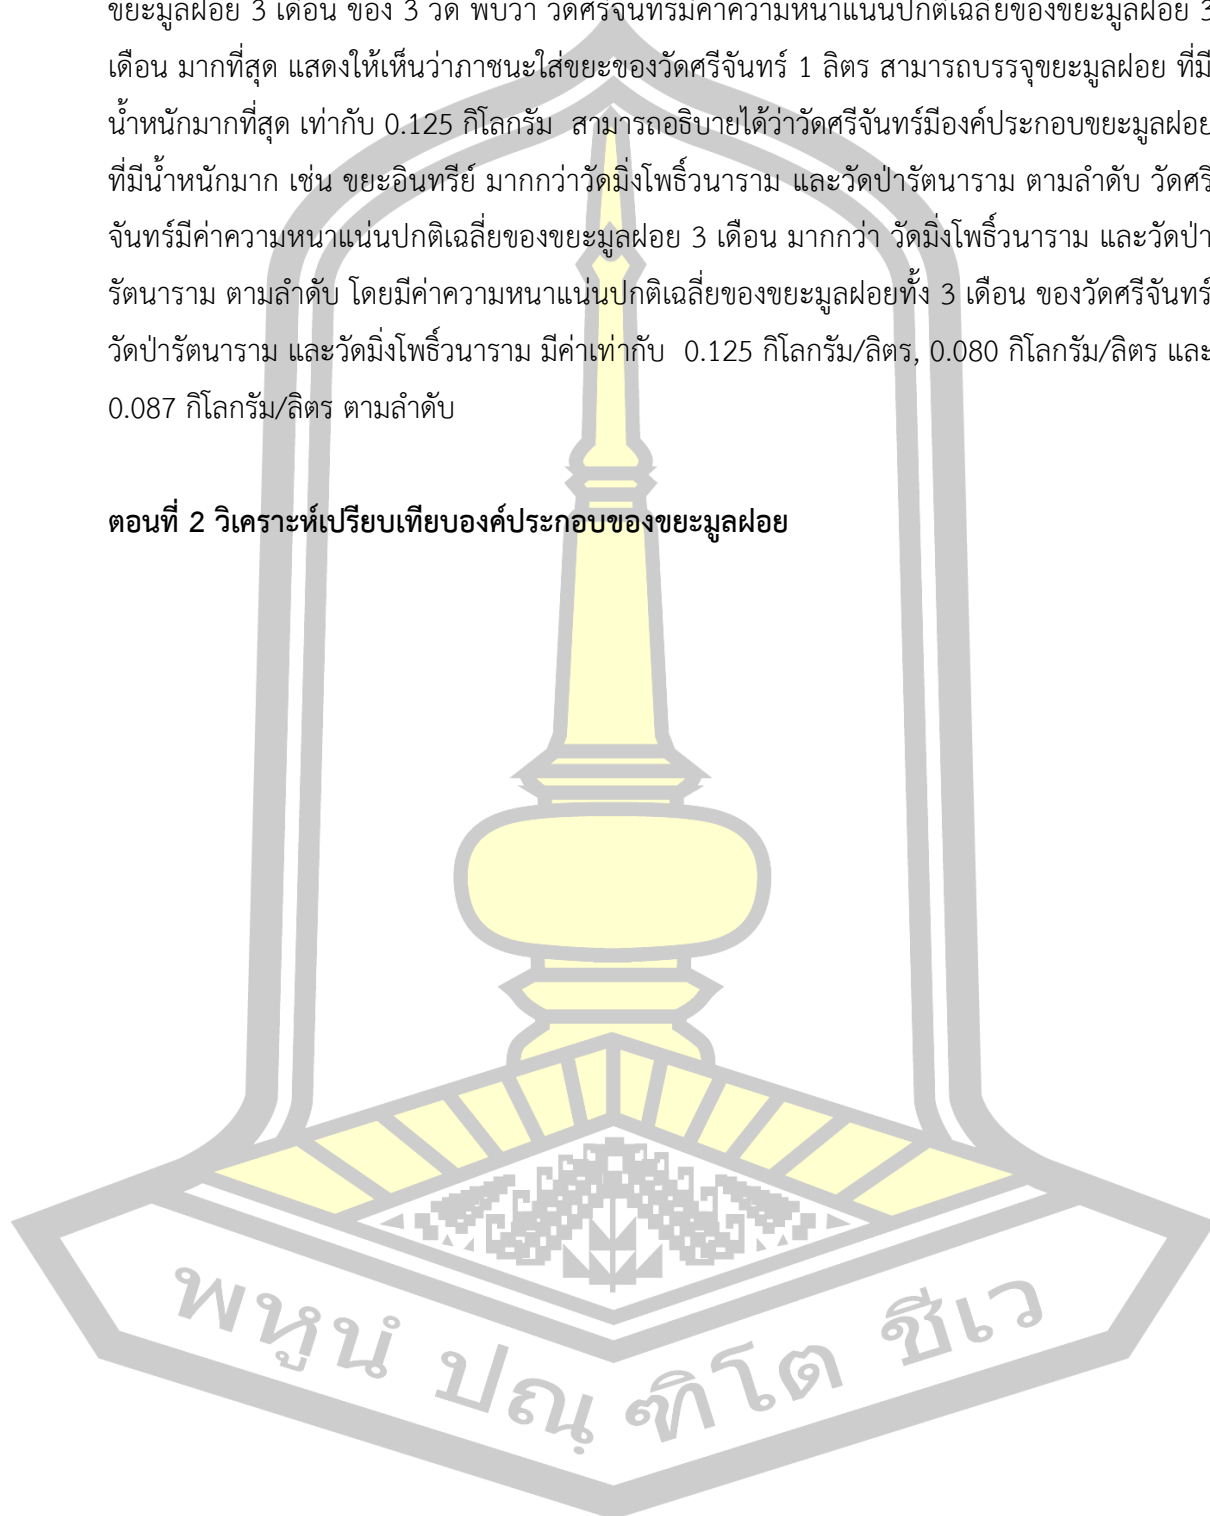 ขยะมูลฝอย 3 เดือน ของ 3 วัด พบว่า วัดศรีจันทร์มีค่าความหนาแน่นปกติเฉลี่ยของขยะมูลฝอย 3
เดือน มากที่สุด แสดงให้เห็นว่าภาชนะใส่ขยะของวัดศรีจันทร์ 1 ลิตร สามารถบรรจุขยะมูลฝอย ที่มี
น้ำหนักมากที่สุด เท่ากับ 0.125 กิโลกรัม สามารถอธิบายได้ว่าวัดศรีจันทร์มีองค์ประกอบขยะมูลฝอย
ที่มีน้ำหนักมาก เช่น ขยะอินทรีย์ มากกว่าวัดมิ่งโพธิ์วนาราม และวัดป่ารัตนาราม ตามลำดับ วัดศรี
จันทร์มีค่าความหนาแน่นปกติเฉลี่ยของขยะมูลฝอย 3 เดือน มากกว่า วัดมิ่งโพธิ์วนาราม และวัดป่า
รัตนาราม ตามลำดับ โดยมีค่าความหนาแน่นปกติเฉลี่ยของขยะมูลฝอยทั้ง 3 เดือน ของวัดศรีจันทร์
วัดป่ารัตนาราม และวัดมิ่งโพธิ์วนาราม มีค่าเท่ากับ 0.125 กิโลกรัม/ลิตร, 0.080 กิโลกรัม/ลิตร และ
0.087 กิโลกรัม/ลิตร ตามลำดับ
ตอนที่ 2 วิเคราะห์เปรียบเทียบองค์ประกอบของขยะมูลฝอย
พหูนํ ปณฺฑิโต ชีเว